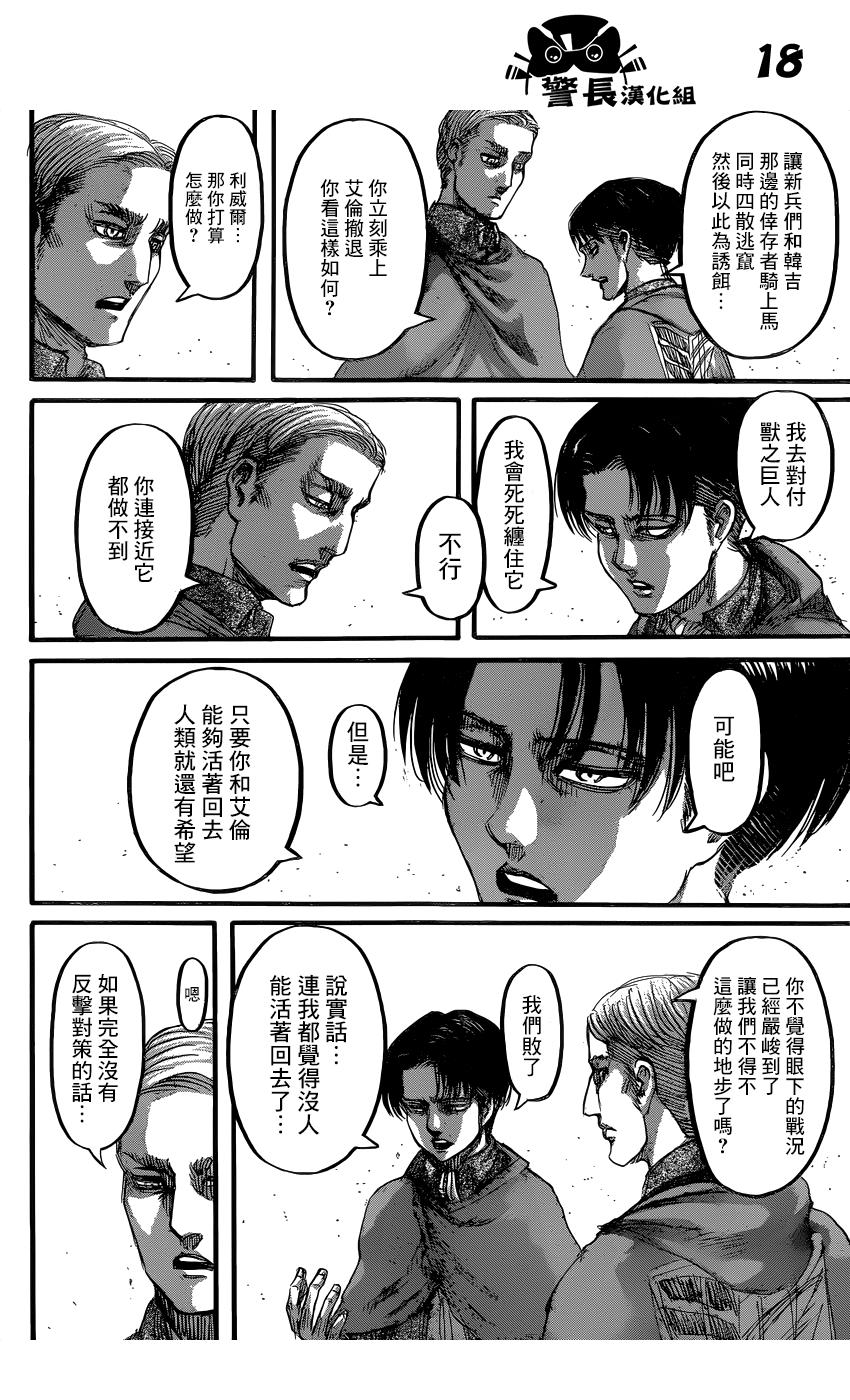 警長漢化組
18
讓新兵們和韓吉
那邊的倖存者騎上馬
同時四散逃竄
然後以此為誘餌…
你立刻乘上
艾倫撤退
你看這樣如何？
利威爾…
那你打算
怎麼做？
我去對付
獸之巨人
我會死死纏住它
不行
你連接近它
都做不到
可能吧
但是…
只要你和艾倫
能夠活著回去
人類就還有希望
你不覺得眼下的戰況
已經嚴峻到了
讓我們不得不
這麼做的地步了嗎？
我們敗了
說實話…
連我都覺得沒人
能活著回去了…
嗯
如果完全沒有
反擊對策的話…